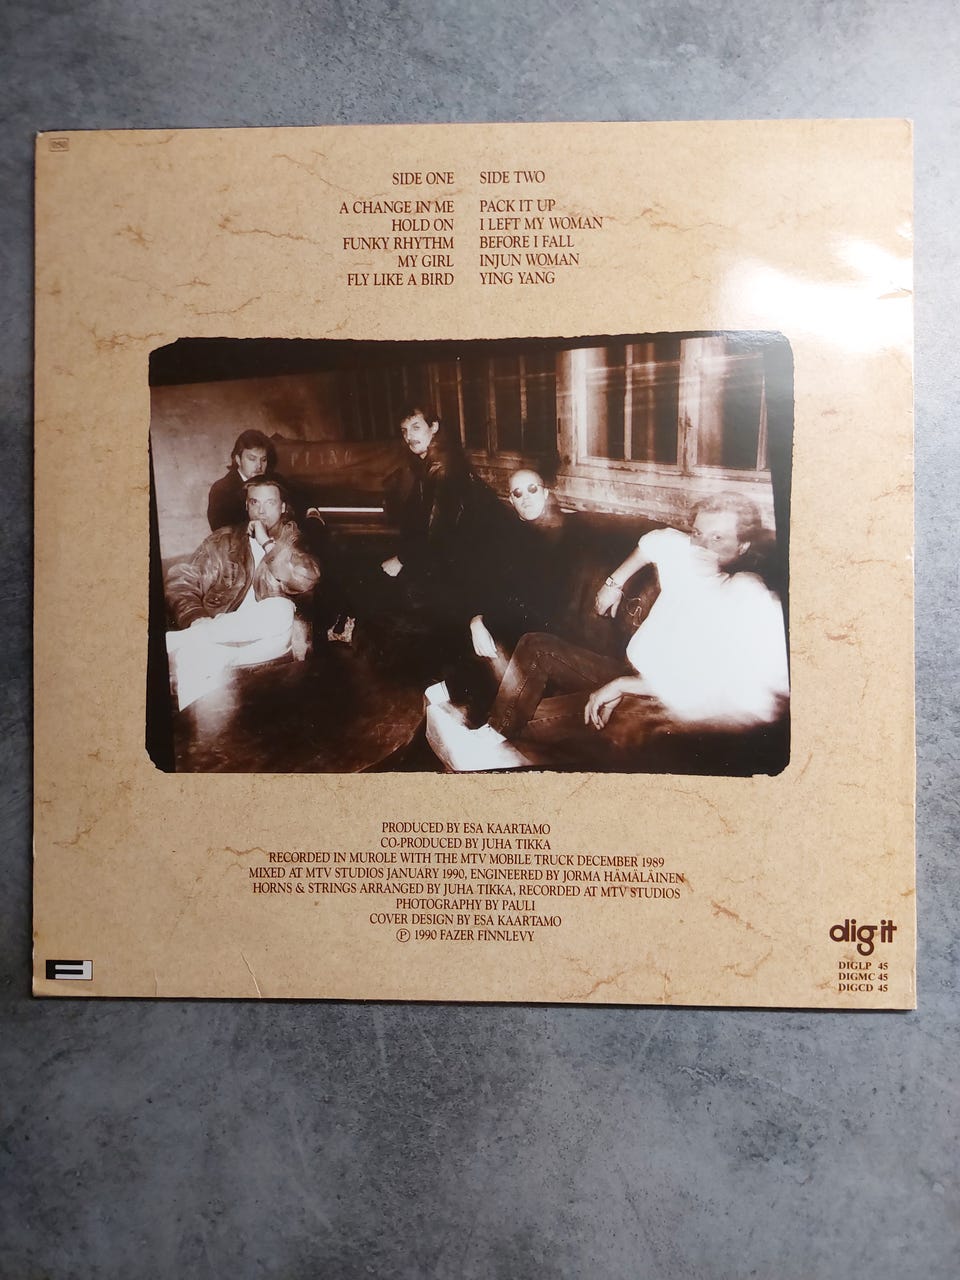 SIDE ONE
A CHANGE IN ME
HOLD ON
FUNKY RHYTHM
MY GIRL
FLY LIKE A BIRD
SIDE TWO
PACK IT UP
I LEFT MY WOMAN
BEFORE I FALL
INJUN WOMAN
YING YANG
PRODUCED BY ESA KAARTAMO
CO-PRODUCED BY JUHA TIKKA
RECORDED IN MUROLE WITH THE MTV MOBILE TRUCK DECEMBER 1989
MIXED AT MTV STUDIOS JANUARY 1990, ENGINEERED BY JORMA HÄMÄLÄINEN
HORNS & STRINGS ARRANGED BY JUHA TIKKA, RECORDED AT MTV STUDIOS
PHOTOGRAPHY BY PAULI
COVER DESIGN BY ESA KAARTAMO
Ⓟ 1990 FAZER FINNLEVY
digit
DIGLP 45
DIGMC 45
DIGCD 45